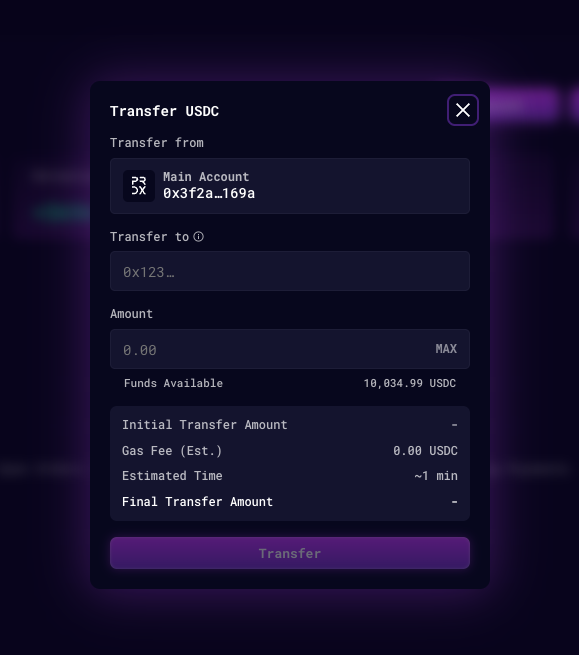 Transfer USDC
Transfer from
PR
DX
Main Account
0x3f2a…169a
Transfer to
0x123…
Amount
0.00 MAX
Funds Available 10,034.99 USDC
Initial Transfer Amount -
Gas Fee (Est.) 0.00 USDC
Estimated Time ~1 min
Final Transfer Amount -
Transfer